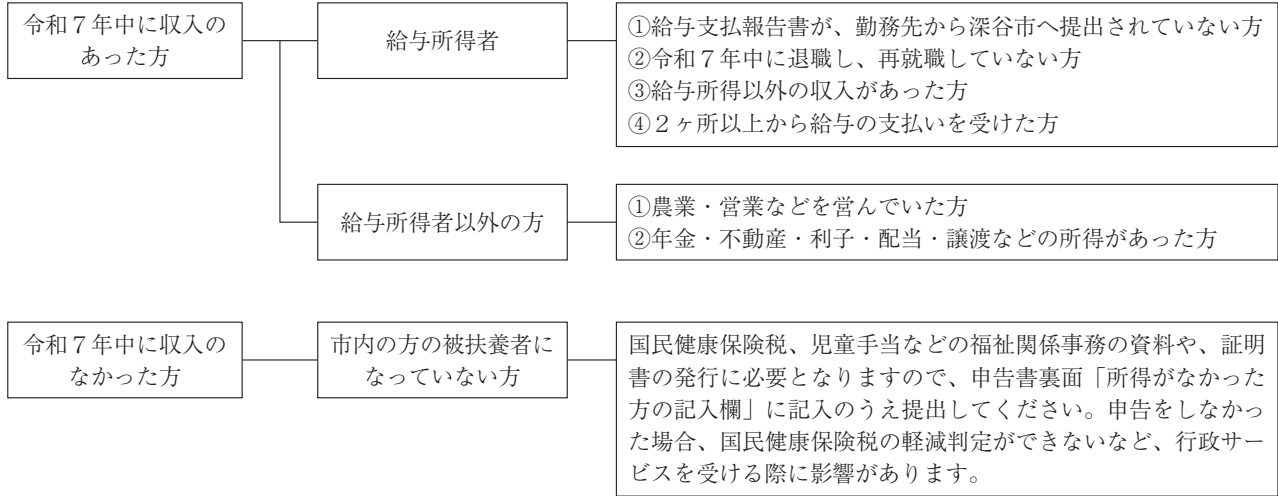 令和７年中に収入の
あった方
給与所得者
①給与支払報告書が、勤務先から深谷市へ提出されていない方
②令和７年中に退職し、再就職していない方
③給与所得以外の収入があった方
④２ヶ所以上から給与の支払いを受けた方
給与所得者以外の方
①農業・営業などを営んでいた方
②年金・不動産・利子・配当・譲渡などの所得があった方
令和７年中に収入の
なかった方
市内の方の被扶養者に
なっていない方
国民健康保険税、児童手当などの福祉関係事務の資料や、証明
書の発行に必要となりますので、申告書裏面「所得がなかった
方の記入欄」に記入のうえ提出してください。申告をしなかっ
た場合、国民健康保険税の軽減判定ができないなど、行政サー
ビスを受ける際に影響があります。